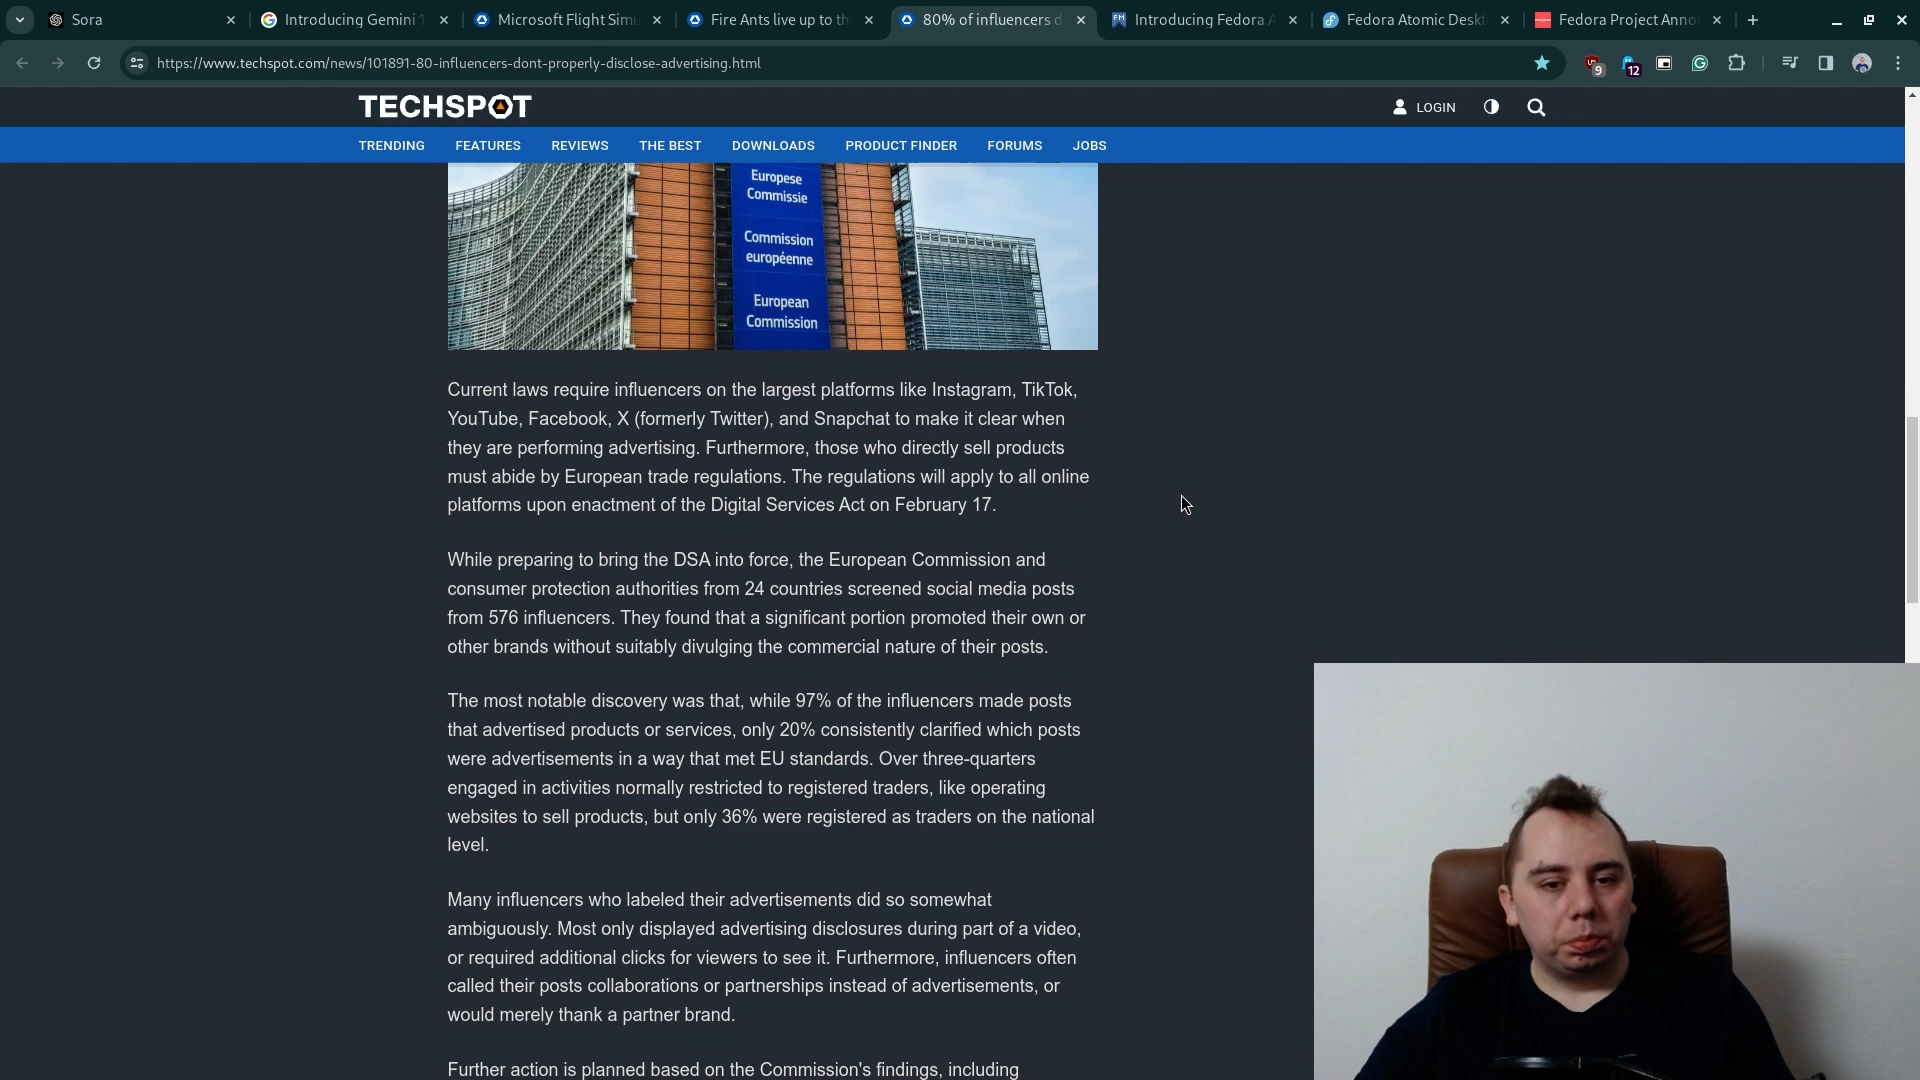 Sora
Introducing Gemini 1
Microsoft Flight Simu
Fire Ants live up to th
80% of influencers d
Introducing Fedora A
Fedora Atomic Deskt
Fedora Project Anno
https://www.techspot.com/news/101891-80-influencers-dont-properly-disclose-advertising.html
9
12
TECHSPOT
LOGIN
TRENDING FEATURES REVIEWS THE BEST DOWNLOADS PRODUCT FINDER FORUMS JOBS
Europese
Commissie
Commission
européenne
European
Commission
Current laws require influencers on the largest platforms like Instagram, TikTok,
YouTube, Facebook, X (formerly Twitter), and Snapchat to make it clear when
they are performing advertising. Furthermore, those who directly sell products
must abide by European trade regulations. The regulations will apply to all online
platforms upon enactment of the Digital Services Act on February 17.
While preparing to bring the DSA into force, the European Commission and
consumer protection authorities from 24 countries screened social media posts
from 576 influencers. They found that a significant portion promoted their own or
other brands without suitably divulging the commercial nature of their posts.
The most notable discovery was that, while 97% of the influencers made posts
that advertised products or services, only 20% consistently clarified which posts
were advertisements in a way that met EU standards. Over three-quarters
engaged in activities normally restricted to registered traders, like operating
websites to sell products, but only 36% were registered as traders on the national
level.
Many influencers who labeled their advertisements did so somewhat
ambiguously. Most only displayed advertising disclosures during part of a video,
or required additional clicks for viewers to see it. Furthermore, influencers often
called their posts collaborations or partnerships instead of advertisements, or
would merely thank a partner brand.
Further action is planned based on the Commission's findings, including